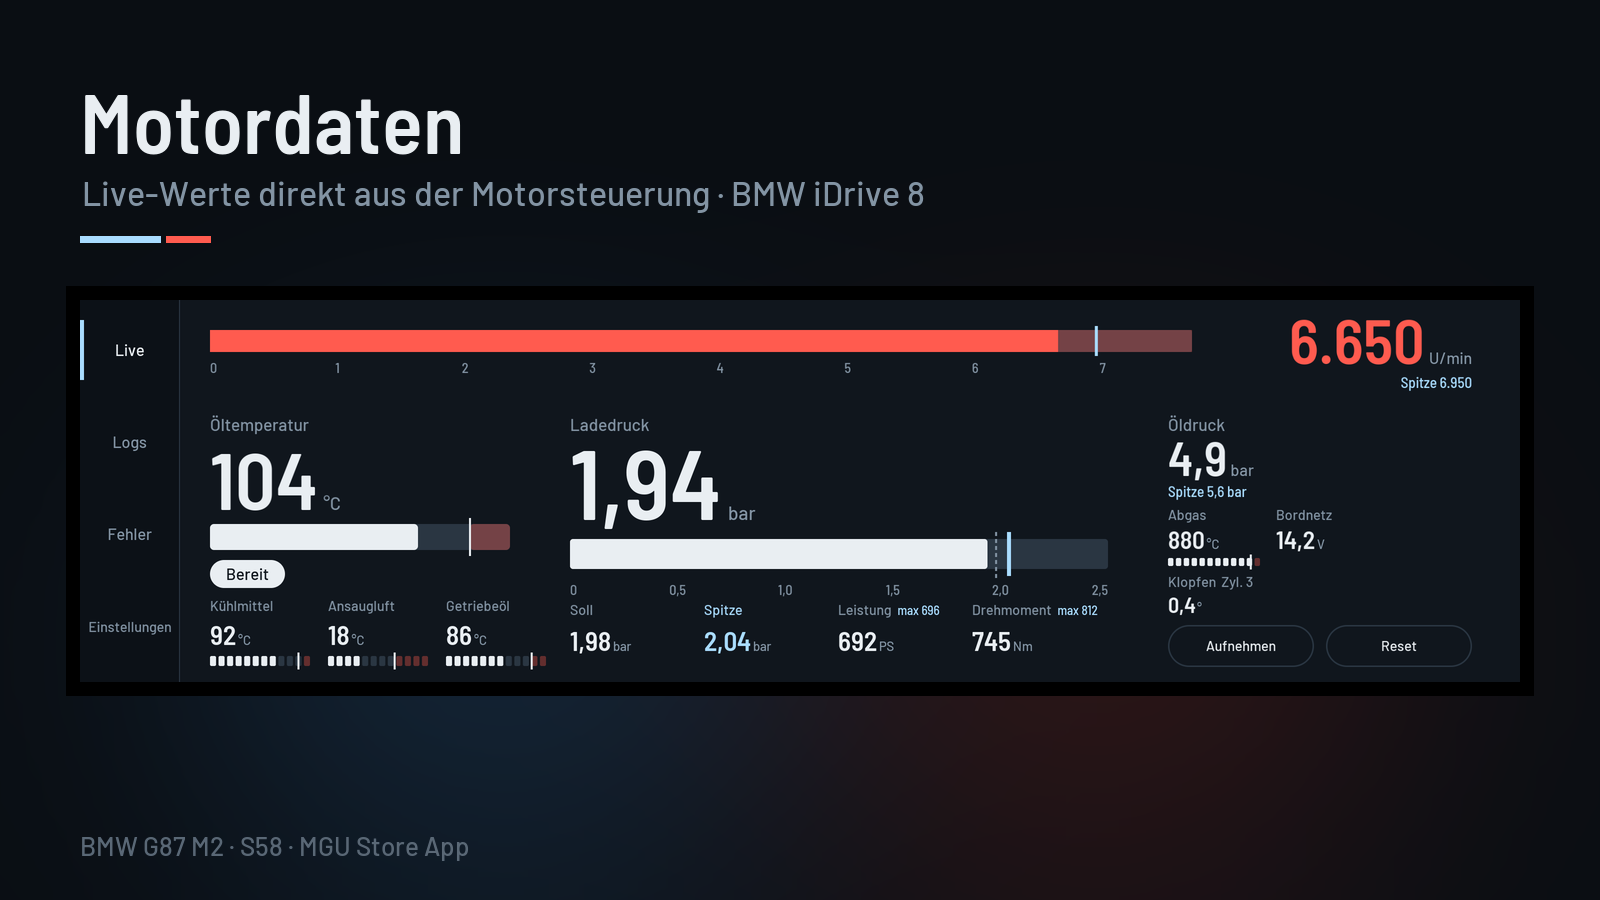 Motordaten
Live-Werte direkt aus der Motorsteuerung · BMW iDrive 8
Live
Logs
Fehler
Einstellungen
0 1 2 3 4 5 6 7
6.650 U/min
Spitze 6.950
Öltemperatur
104 °C
Bereit
Kühlmittel Ansaugluft Getriebeöl
92 °C 18 °C 86 °C
Ladedruck
1,94 bar
0 0,5 1,0 1,5 2,0 2,5
Soll Spitze Leistung max 696 Drehmoment max 812
1,98 bar 2,04 bar 692 PS 745 Nm
Öldruck
4,9 bar
Spitze 5,6 bar
Abgas Bordnetz
880 °C 14,2 V
Klopfen Zyl. 3
0,4 °
Aufnehmen Reset
BMW G87 M2 · S58 · MGU Store App